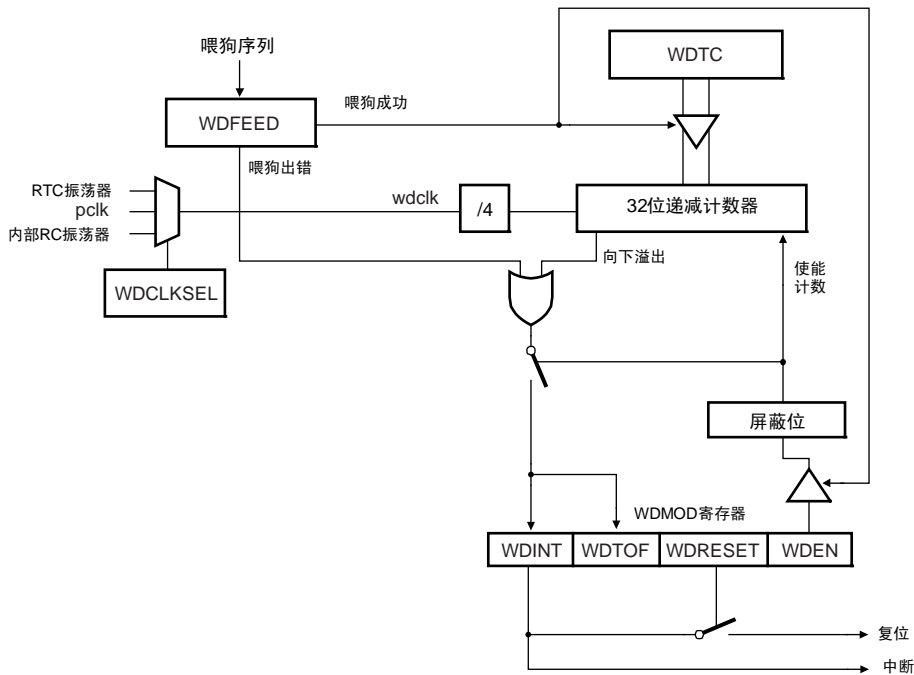 喂狗序列
WDTC
WDFEED
喂狗成功
喂狗出错
RTC振荡器
pclk
内部RC振荡器
wdclk
/4
32位递减计数器
WDCLKSEL
向下溢出
使能
计数
屏蔽位
WDMOD寄存器
WDINT
WDTOF
WDRESET
WDEN
复位
中断